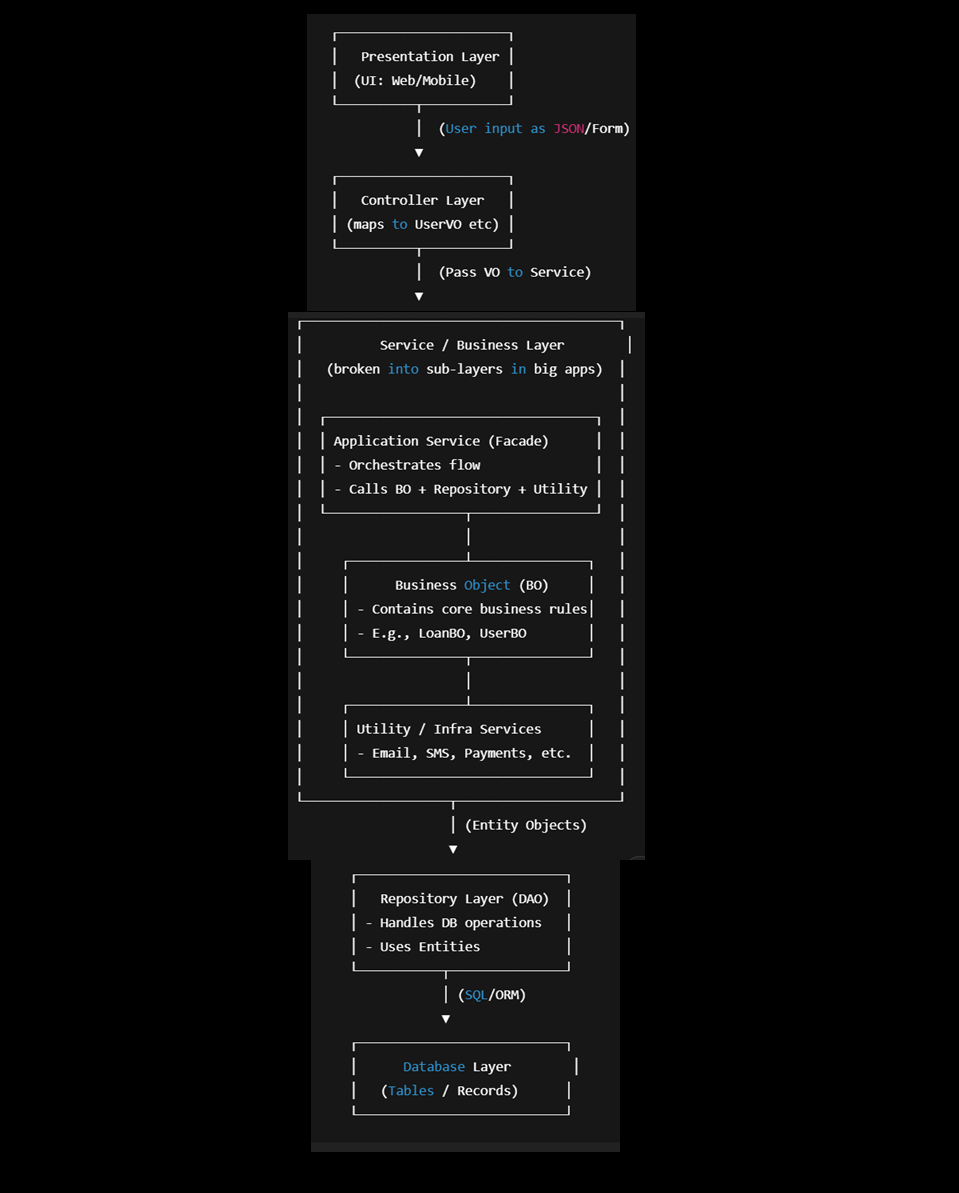 Presentation Layer
(UI: Web/Mobile)
(User input as JSON/Form)
Controller Layer
(maps to UserVO etc)
(Pass VO to Service)
Service / Business Layer
(broken into sub-layers in big apps)
Application Service (Facade)
- Orchestrates flow
- Calls BO + Repository + Utility
Business Object (BO)
- Contains core business rules
- E.g., LoanBO, UserBO
Utility / Infra Services
- Email, SMS, Payments, etc.
(Entity Objects)
Repository Layer (DAO)
- Handles DB operations
- Uses Entities
(SQL/ORM)
Database Layer
(Tables / Records)